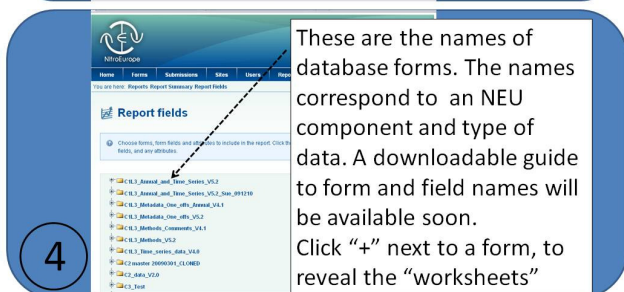 NitroEurope
Home Forms Submissions Sites Users Repo
You are here: Reports Report Summary Report Fields
Report fields
Choose forms, form fields and attributes to include in the report. Click th
fields, and any attributes.
C1L3_Annual_and_Time_Series_V5.2
C1L3_Annual_and_Time_Series_V5.2_Sue_091210
C1L3_Metadata_One_offs_Annual_V4.1
C1L3_Metadata_One_offs_V5.2
C1L3_Methods_Comments_V4.1
C1L3_Methods_V5.2
C1L3_Time_series_data_V4.0
C2 master 20090301_CLONED
C2_data_V2.0
C3_Test
4
These are the names of
database forms. The names
correspond to an NEU
component and type of
data. A downloadable guide
to form and field names will
be available soon.
Click “+” next to a form, to
reveal the “worksheets”